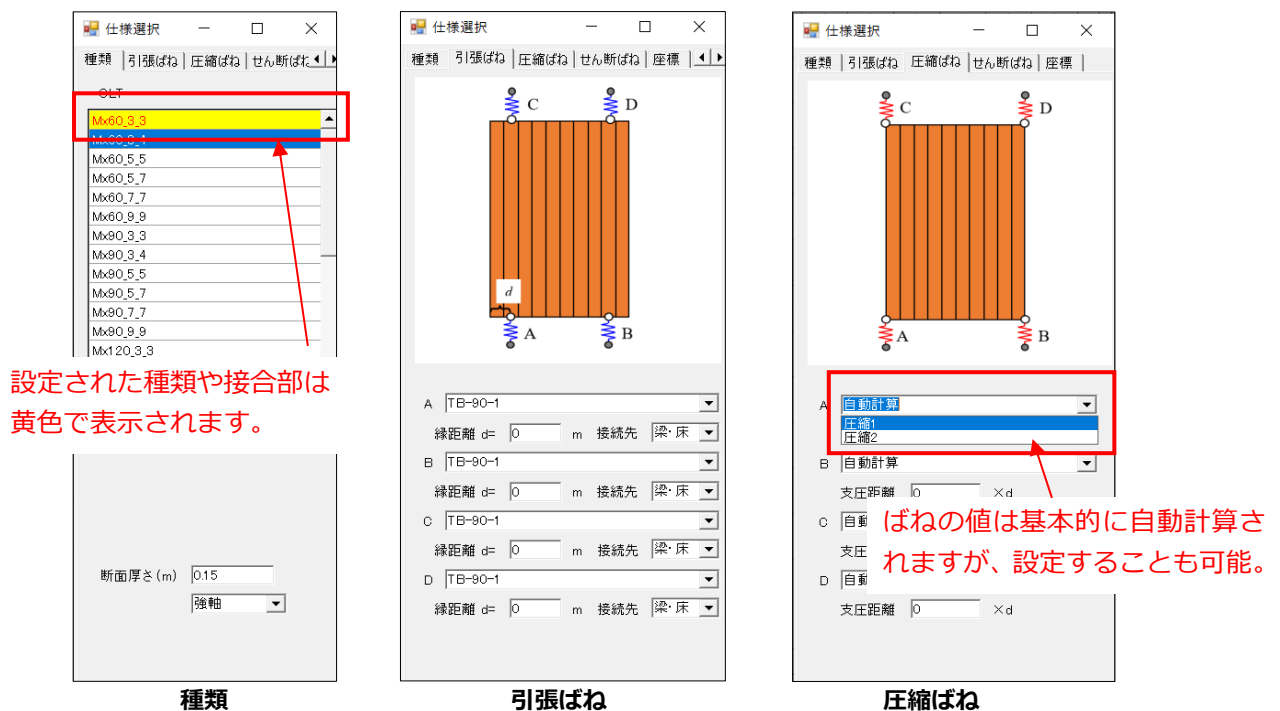 仕様選択
種類 引張ばね 圧縮ばね せん断ばね
CLT
Mx60_3_3
Mx60_3_4
Mx60_5_5
Mx60_5_7
Mx60_7_7
Mx60_9_9
Mx90_3_3
Mx90_3_4
Mx90_5_5
Mx90_5_7
Mx90_7_7
Mx90_9_9
Mx120_3_3
設定された種類や接合部は
黄色で表示されます。
断面厚さ(m) 0.15
強軸
種類
仕様選択
種類 引張ばね 圧縮ばね せん断ばね 座標
C D
d
A B
A TB-90-1
縁距離 d= 0 m 接続先 梁・床
B TB-90-1
縁距離 d= 0 m 接続先 梁・床
C TB-90-1
縁距離 d= 0 m 接続先 梁・床
D TB-90-1
縁距離 d= 0 m 接続先 梁・床
引張ばね
仕様選択
種類 引張ばね 圧縮ばね せん断ばね 座標
C D
A B
A 自動計算
圧縮1
圧縮2
B 自動計算
支圧距離 0 ×d
C 自動
支圧
D 自動
支圧距離 0 ×d
ばねの値は基本的に自動計算さ
れますが、設定することも可能。
圧縮ばね